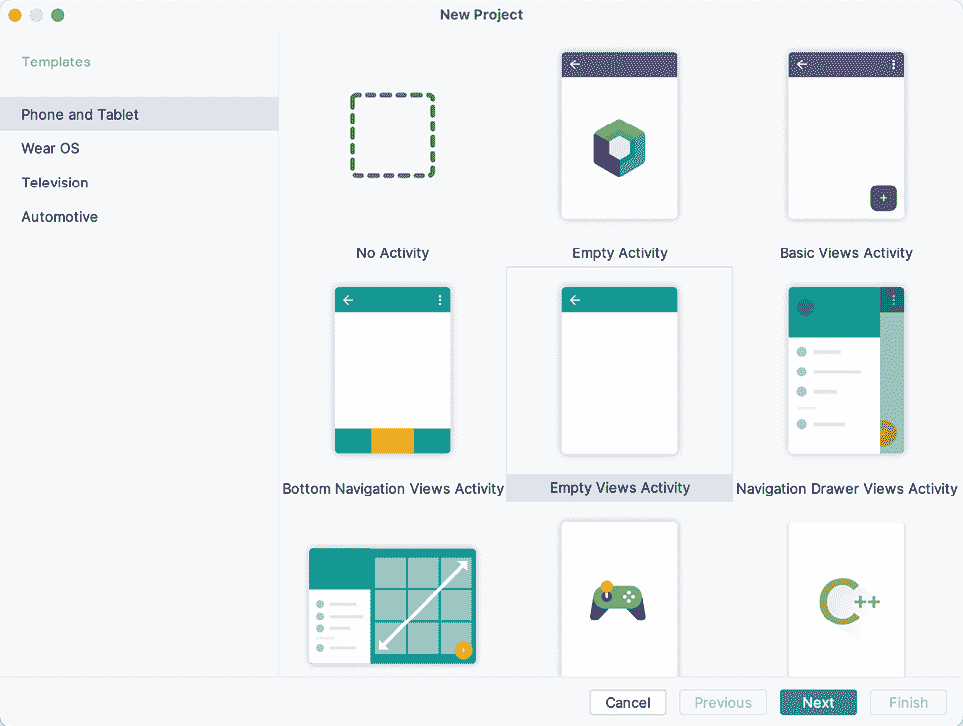 New Project
Templates
Phone and Tablet
Wear OS
Television
Automotive
No Activity
Empty Activity
Basic Views Activity
Bottom Navigation Views Activity
Empty Views Activity
Navigation Drawer Views Activity
C++
Cancel
Previous
Next
Finish